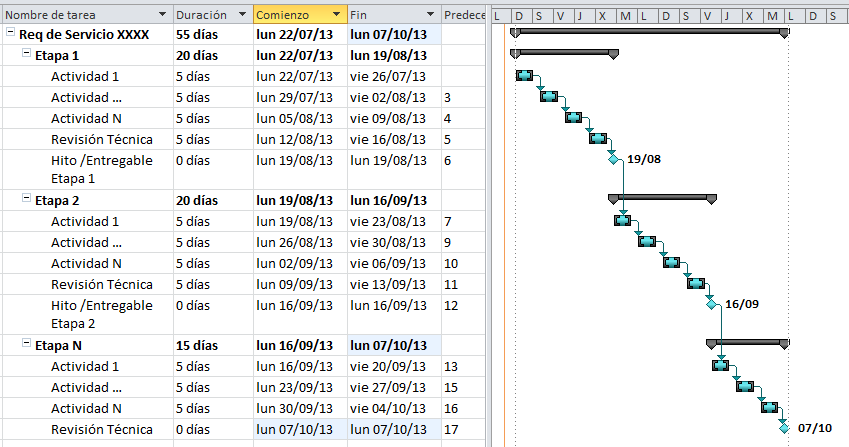 Nombre de tarea Duración Comienzo Fin Predece L D S V J X M L D S V J X M L
Req de Servicio XXXX 55 días lun 22/07/13 lun 07/10/13
Etapa 1 20 días lun 22/07/13 lun 19/08/13
Actividad 1 5 días lun 22/07/13 vie 26/07/13
Actividad ... 5 días lun 29/07/13 vie 02/08/13 3
Actividad N 5 días lun 05/08/13 vie 09/08/13 4
Revisión Técnica 5 días lun 12/08/13 vie 16/08/13 5
Hito /Entregable 0 días lun 19/08/13 lun 19/08/13 6 19/08
Etapa 1
Etapa 2 20 días lun 19/08/13 lun 16/09/13
Actividad 1 5 días lun 19/08/13 vie 23/08/13 7
Actividad ... 5 días lun 26/08/13 vie 30/08/13 9
Actividad N 5 días lun 02/09/13 vie 06/09/13 10
Revisión Técnica 5 días lun 09/09/13 vie 13/09/13 11
Hito /Entregable 0 días lun 16/09/13 lun 16/09/13 12 16/09
Etapa 2
Etapa N 15 días lun 16/09/13 lun 07/10/13
Actividad 1 5 días lun 16/09/13 vie 20/09/13 13
Actividad ... 5 días lun 23/09/13 vie 27/09/13 15
Actividad N 5 días lun 30/09/13 vie 04/10/13 16
Revisión Técnica 0 días lun 07/10/13 lun 07/10/13 17 07/10